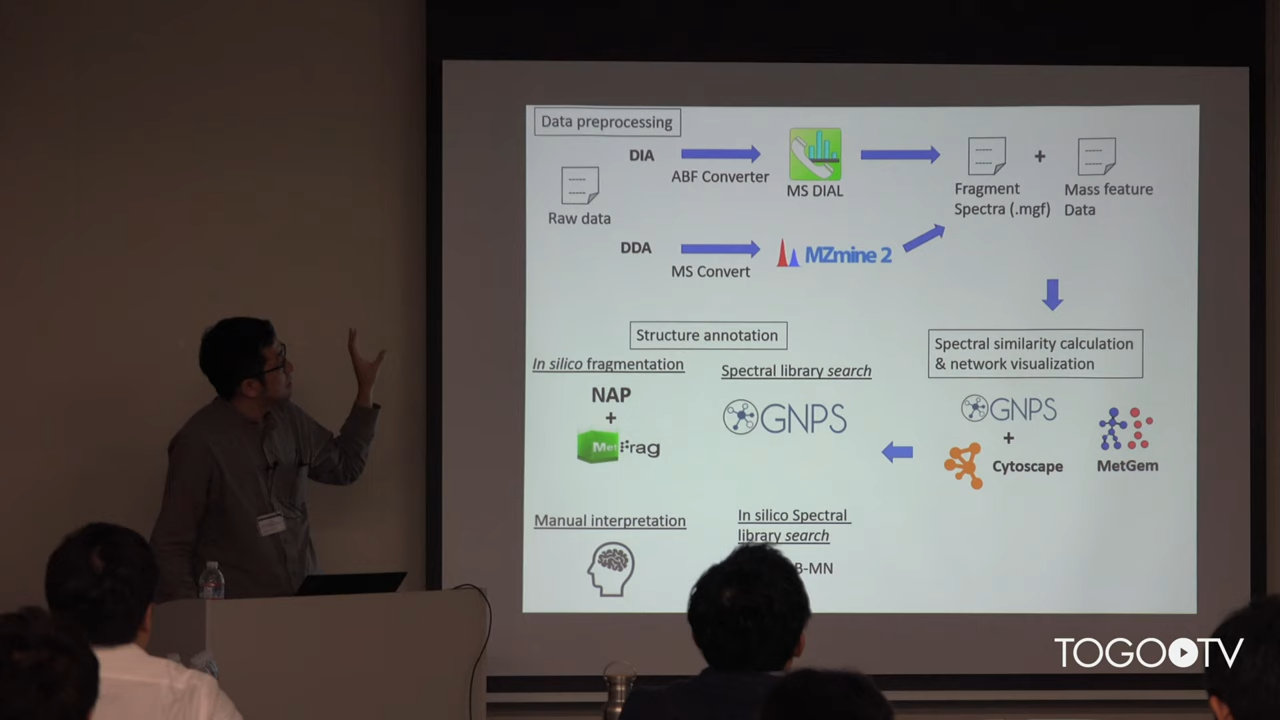 Data preprocessing
DIA
ABF Converter
MS DIAL
Raw data
DDA
MS Convert
MZmine 2
Fragment
Spectra (.mgf)
+
Mass feature
Data
Spectral similarity calculation
& network visualization
GNPS
+
Cytoscape
MetGem
Structure annotation
In silico fragmentation
NAP
+
MetFrag
Spectral library search
GNPS
Manual interpretation
In silico Spectral
library search
B-MN
TOGO TV